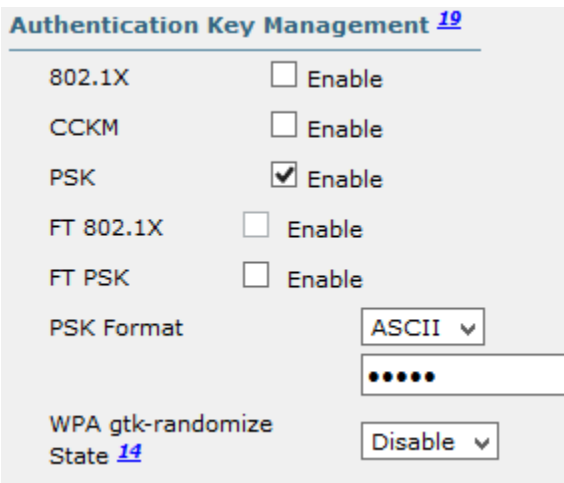 Authentication Key Management 19
802.1X Enable
CCKM Enable
PSK Enable
FT 802.1X Enable
FT PSK Enable
PSK Format ASCII
•••••
WPA gtk-randomize
State 14 Disable